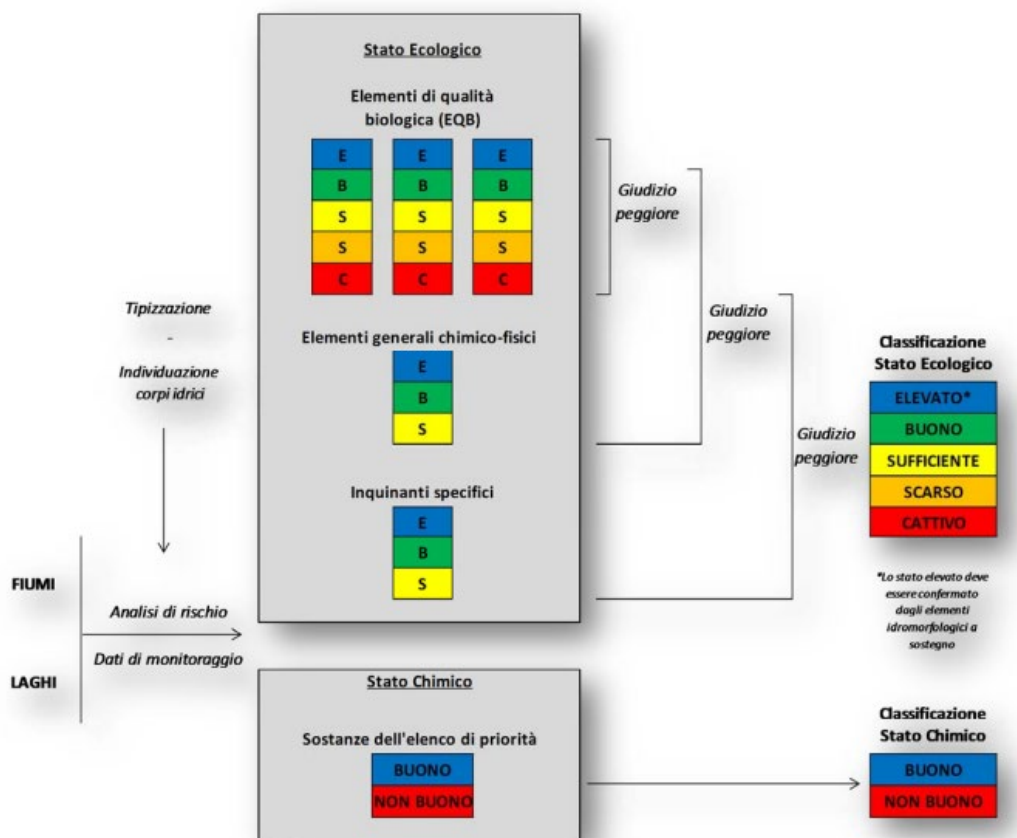 Stato Ecologico
Elementi di qualità
biologica (EQB)
E E E
B B B
S S S
S S S
C C C
Giudizio
peggiore
Giudizio
peggiore
Giudizio
peggiore
Tipizzazione
-
Individuazione
corpi idrici
Elementi generali chimico-fisici
E
B
S
Inquinanti specifici
E
B
S
Classificazione
Stato Ecologico
ELEVATO*
BUONO
SUFFICIENTE
SCARSO
CATTIVO
*Lo stato elevato deve
essere confermato
dagli elementi
idromorfologici a
sostegno
FIUMI
LAGHI
Analisi di rischio
Dati di monitoraggio
Stato Chimico
Sostanze dell'elenco di priorità
BUONO
NON BUONO
Classificazione
Stato Chimico
BUONO
NON BUONO